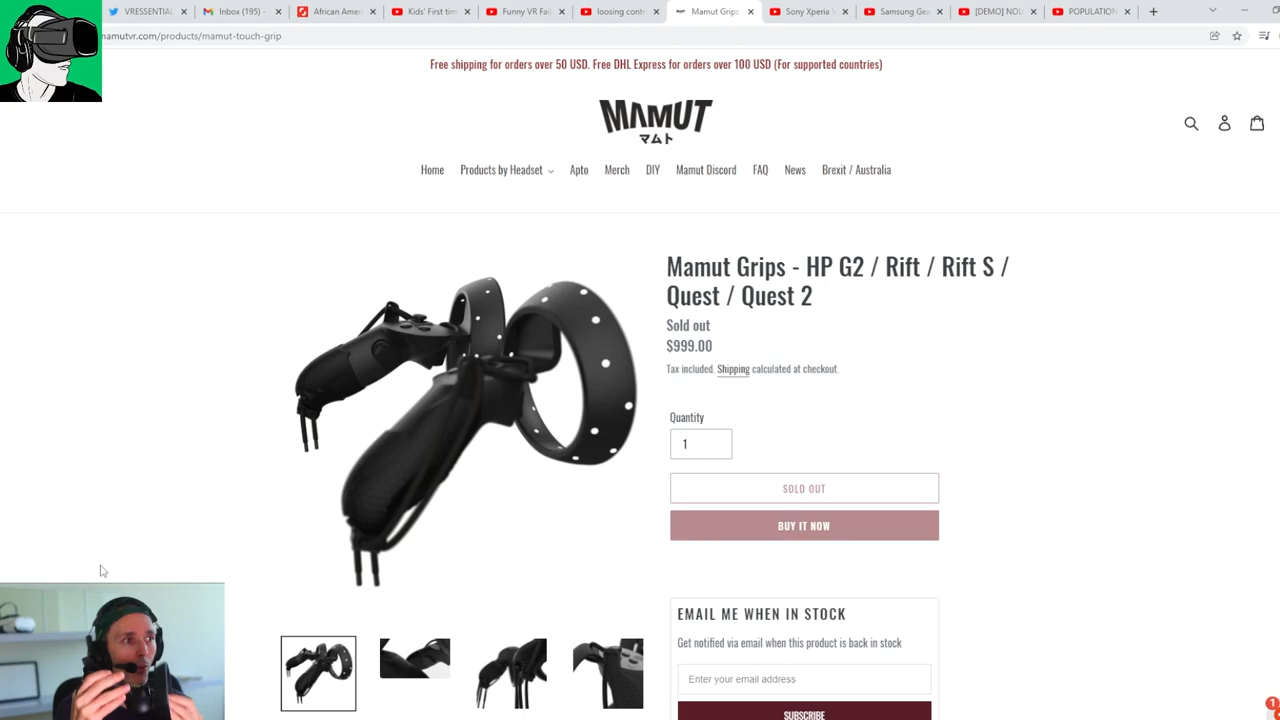 VRESSENTIAL
Inbox (195) -
African Ameri
Kids' First tim
Funny VR Fai
loosing cont
Mamut Grips
Sony Xperia V
Samsung Gea
[DEMO] NOL
POPULATION
amutvr.com/products/mamut-touch-grip
Free shipping for orders over 50 USD. Free DHL Express for orders over 100 USD (For supported countries)
MAMUT
マムト
Home Products by Headset Apto Merch DIY Mamut Discord FAQ News Brexit / Australia
Mamut Grips - HP G2 / Rift / Rift S /
Quest / Quest 2
Sold out
$999.00
Tax included. Shipping calculated at checkout.
Quantity
1
SOLD OUT
BUY IT NOW
EMAIL ME WHEN IN STOCK
Get notified via email when this product is back in stock
Enter your email address
SUBSCRIBE
1